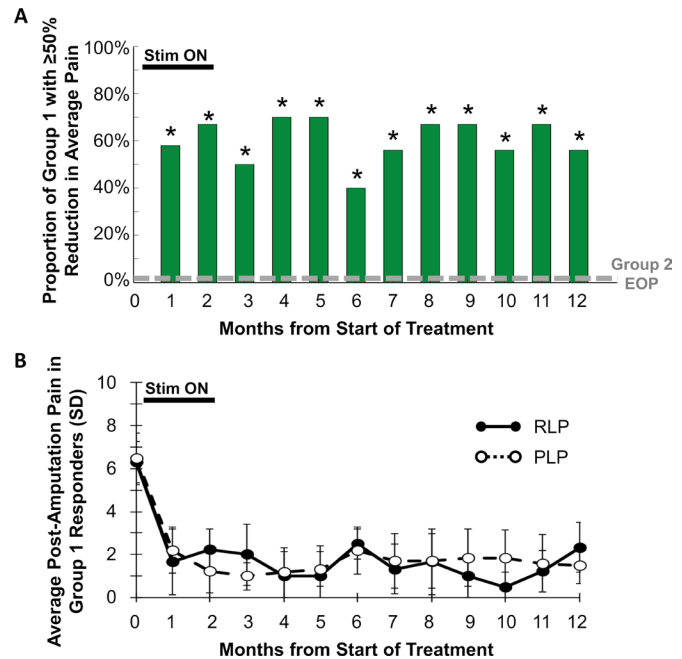 A
Proportion of Group 1 with ≥50%
Reduction in Average Pain
100%
80%
60%
40%
20%
0%
Stim ON
* * * * * * * * * * * *
Group 2
EOP
0 1 2 3 4 5 6 7 8 9 10 11 12
Months from Start of Treatment
B
Average Post-Amputation Pain in
Group 1 Responders (SD)
10
8
6
4
2
0
Stim ON
RLP
PLP
0 1 2 3 4 5 6 7 8 9 10 11 12
Months from Start of Treatment